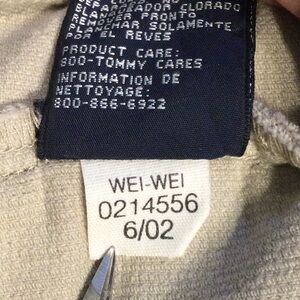 BLANQUEADOR CLORADO
PLANCHAR SOLAMENTE
POR EL REVES
PRODUCT CARE:
800-TOMMY CARES
INFORMATION DE
NETTOYAGE:
800-866-6922
WEI-WEI
0214556
6/02